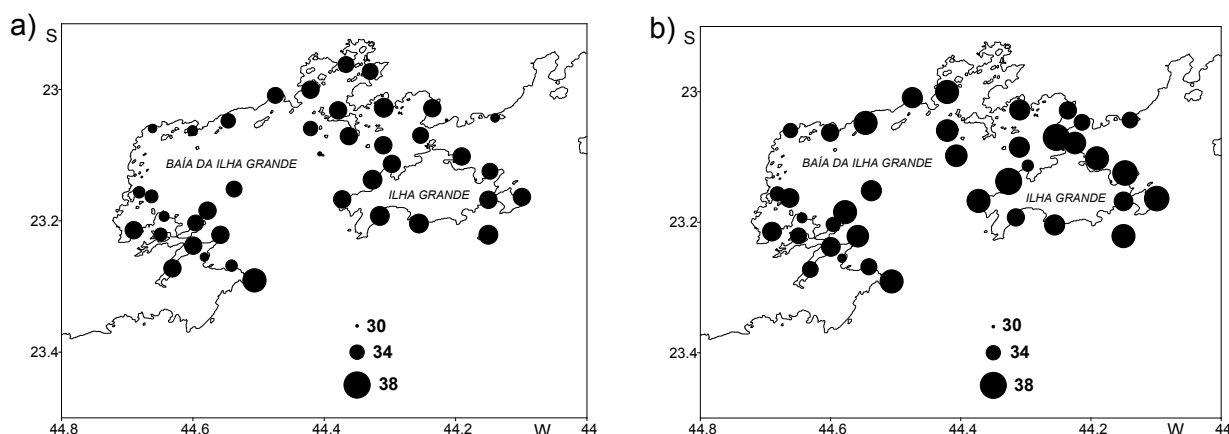 a)
S
23
BAÍA DA ILHA GRANDE
ILHA GRANDE
23.2
30
34
23.4
38
44.8
44.6
44.4
44.2
W
44
b)
S
23
BAÍA DA ILHA GRANDE
ILHA GRANDE
23.2
30
34
23.4
38
44.8
44.6
44.4
44.2
W
44